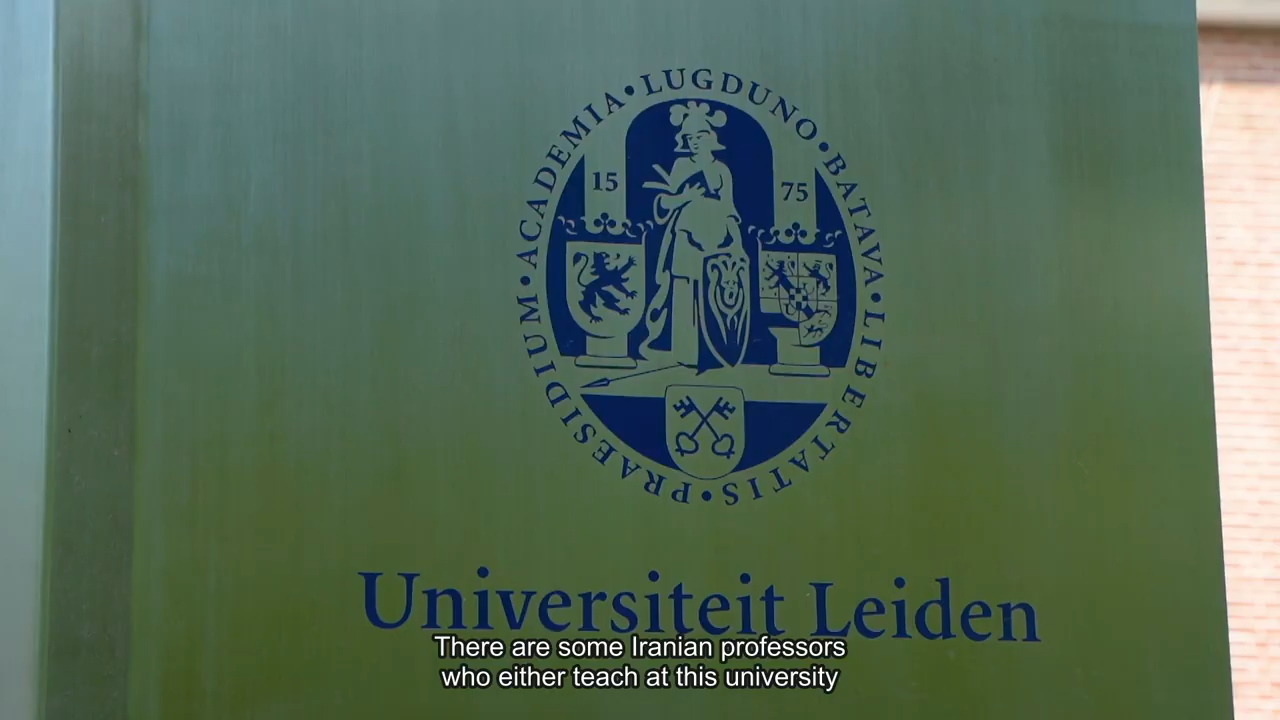 ACADEMIA • LUGDUNO • BATAVA • LIBERTATIS • PRAESIDIUM •
15 75
Universiteit Leiden
There are some Iranian professors
who either teach at this university